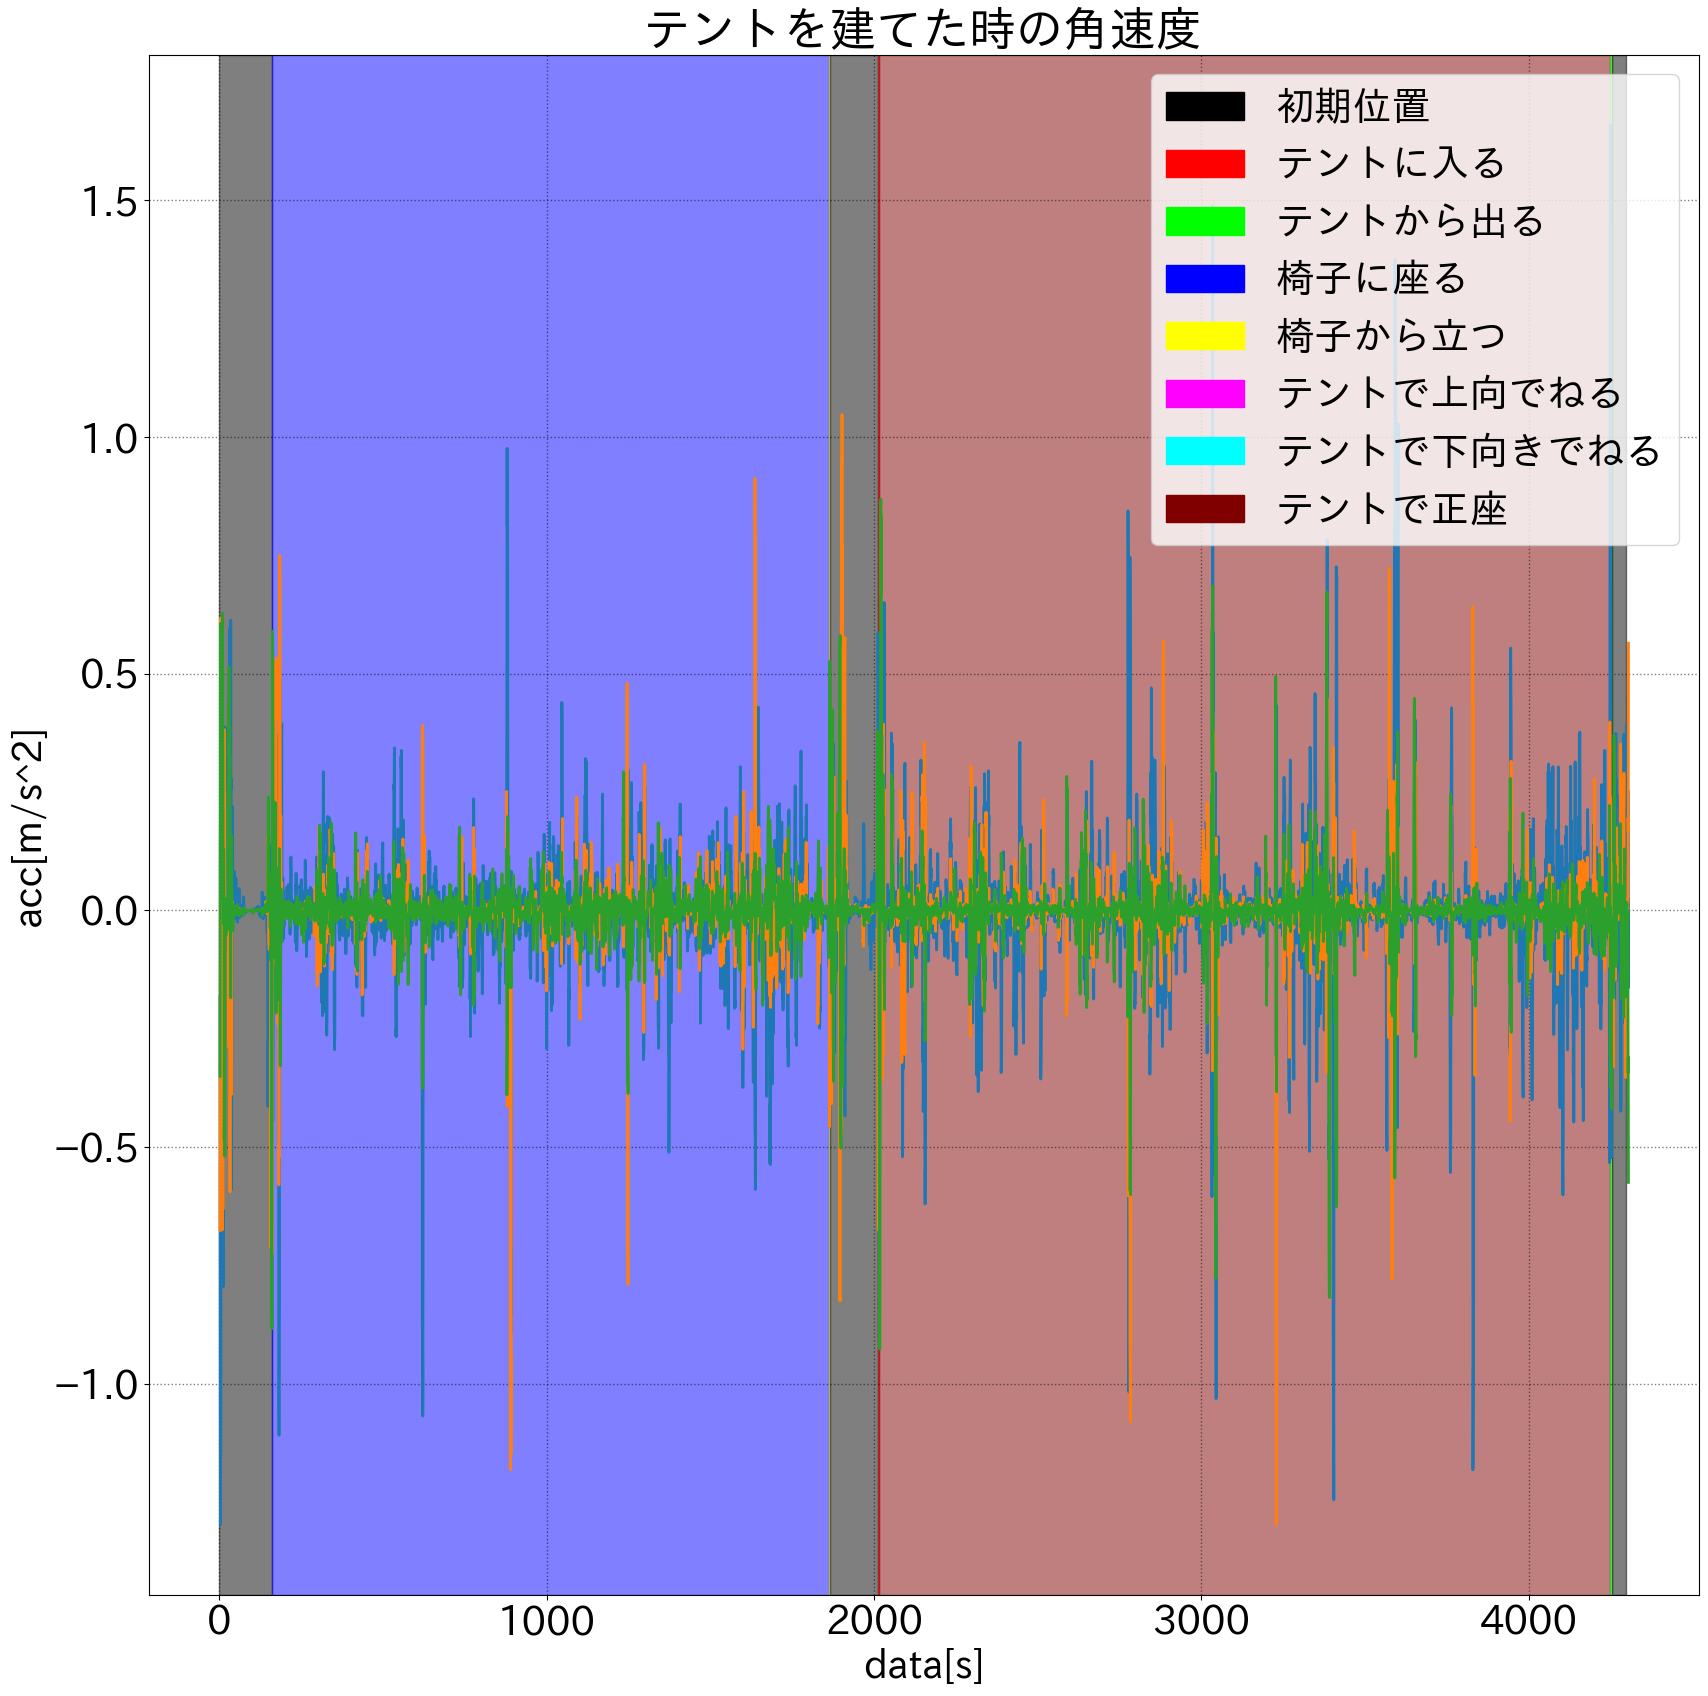 テントを建てた時の角速度
初期位置
テントに入る
テントから出る
椅子に座る
椅子から立つ
テントで上向でねる
テントで下向きでねる
テントで正座
1.5
1.0
0.5
0.0
−0.5
−1.0
acc[m/s^2]
0 1000 2000 3000 4000
data[s]